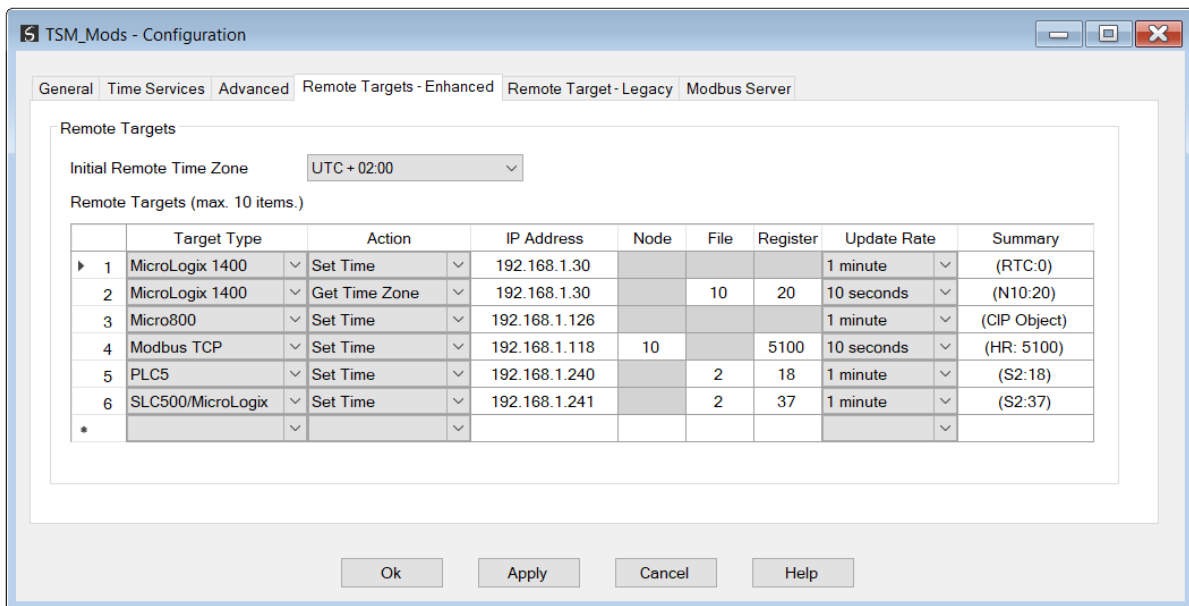 TSM_Mods - Configuration
General Time Services Advanced Remote Targets - Enhanced Remote Target - Legacy Modbus Server
Remote Targets
Initial Remote Time Zone UTC + 02:00
Remote Targets (max. 10 items.)
Target Type Action IP Address Node File Register Update Rate Summary
1 MicroLogix 1400 Set Time 192.168.1.30 1 minute (RTC:0)
2 MicroLogix 1400 Get Time Zone 192.168.1.30 10 20 10 seconds (N10:20)
3 Micro800 Set Time 192.168.1.126 1 minute (CIP Object)
4 Modbus TCP Set Time 192.168.1.118 10 5100 10 seconds (HR: 5100)
5 PLC5 Set Time 192.168.1.240 2 18 1 minute (S2:18)
6 SLC500/MicroLogix Set Time 192.168.1.241 2 37 1 minute (S2:37)
*
Ok Apply Cancel Help